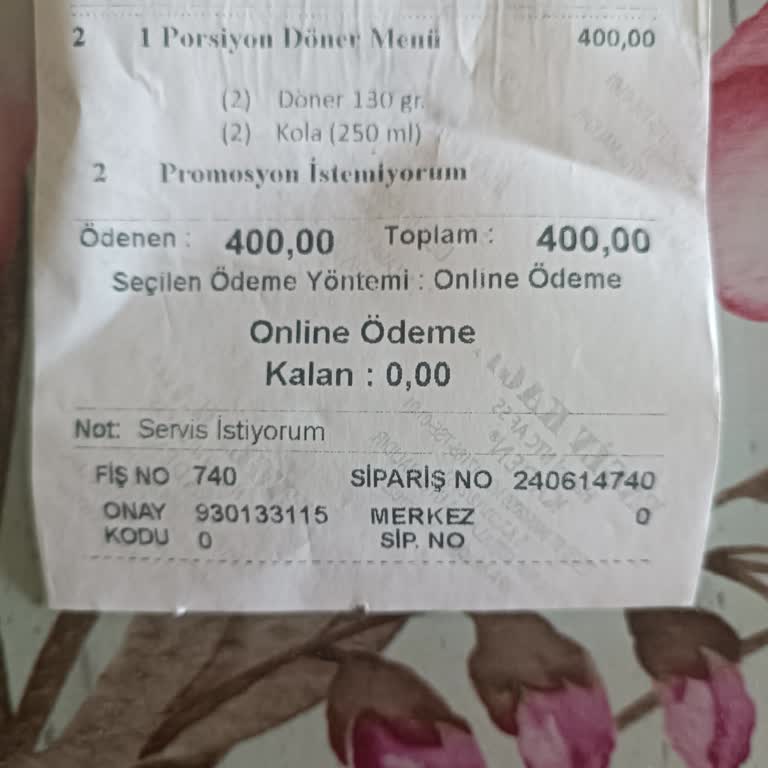 2 1 Porsiyon Döner Menü 400,00
(2) Döner 130 gr.
(2) Kola (250 ml)
2 Promosyon İstemiyorum
Ödenen : 400,00 Toplam : 400,00
Seçilen Ödeme Yöntemi : Online Ödeme
Online Ödeme
Kalan : 0,00
Not: Servis İstiyorum
FİŞ NO 740 SİPARİŞ NO 240614740
ONAY KODU 930133115 0 MERKEZ SİP. NO 0